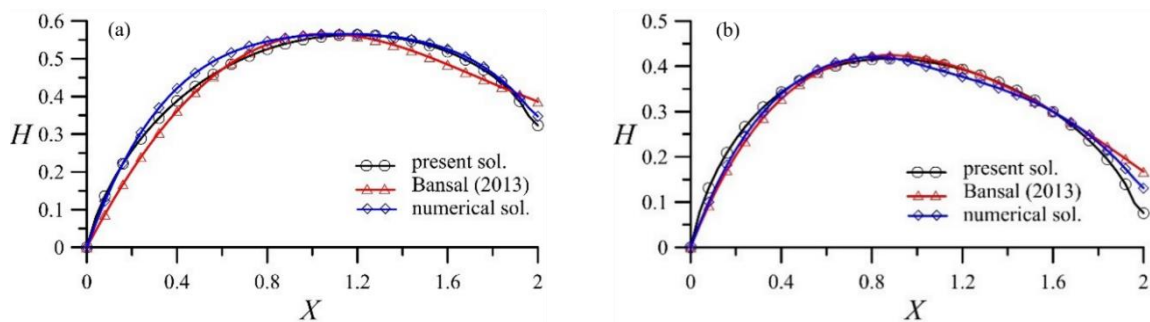 (a)
0.6
0.5
0.4
0.3
0.2
0.1
0
H
present sol.
Bansal (2013)
numerical sol.
0 0.4 0.8 1.2 1.6 2
X
(b)
0.5
0.4
0.3
0.2
0.1
0
H
present sol.
Bansal (2013)
numerical sol.
0 0.4 0.8 1.2 1.6 2
X